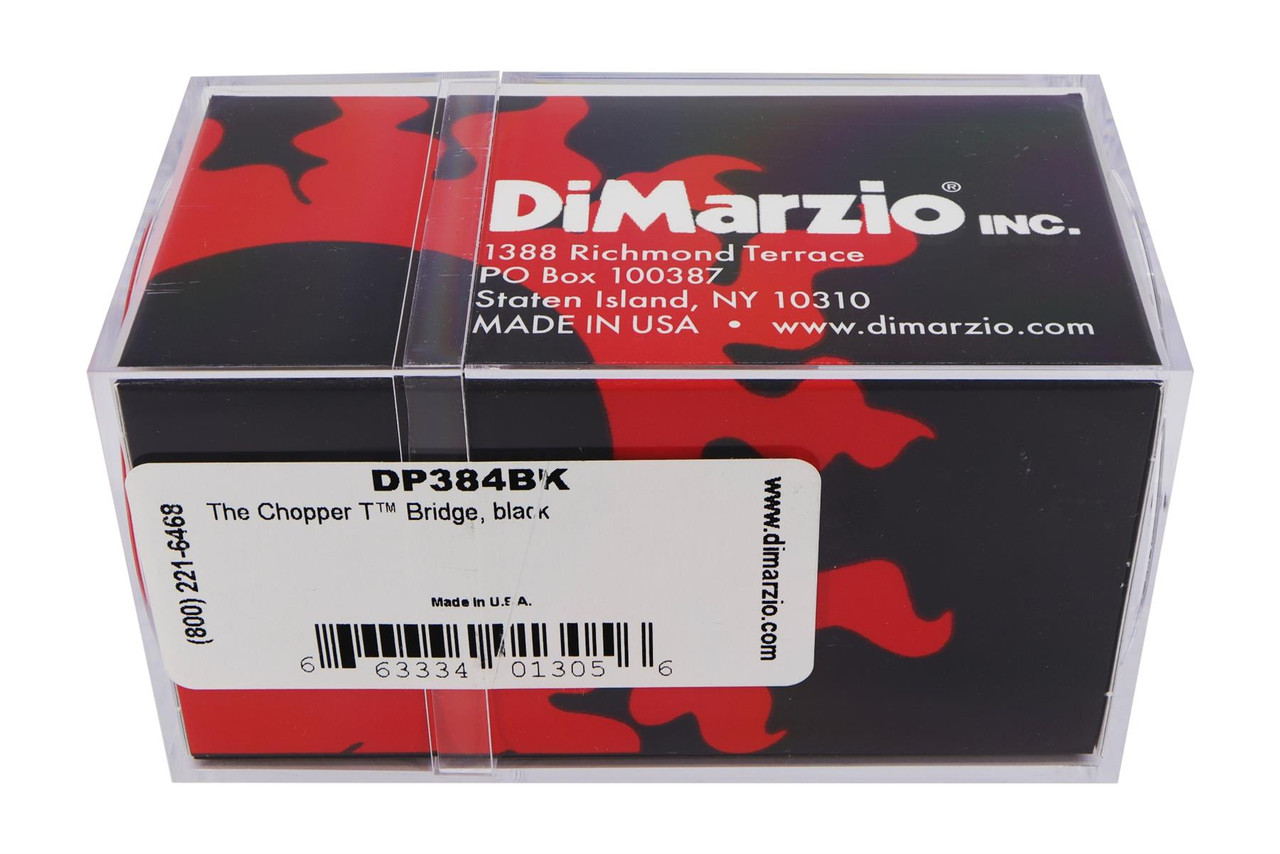 DiMarzio® INC.
1388 Richmond Terrace
PO Box 100387
Staten Island, NY 10310
MADE IN USA • www.dimarzio.com
DP384BK
The Chopper T™ Bridge, black
(800) 221-6468
www.dimarzio.com
Made in U.S.A.
6 63334 01305 6